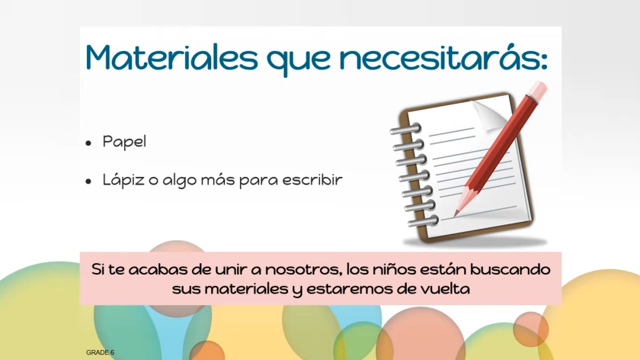 Materiales que necesitarás:
• Papel
• Lápiz o algo más para escribir
Si te acabas de unir a nosotros, los niños están buscando
sus materiales y estaremos de vuelta
GRADE 6